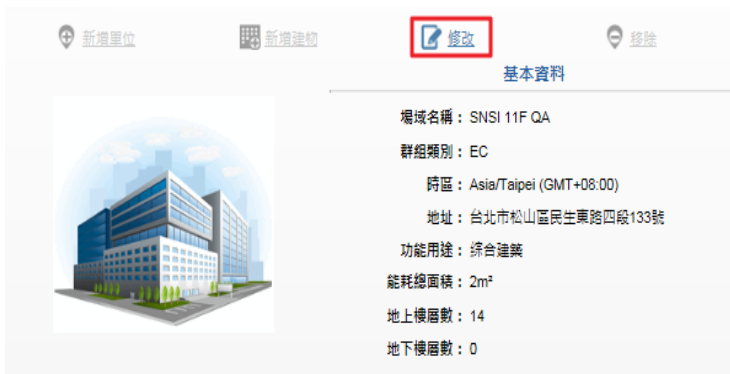 新增單位 新增建物 修改 移除
基本資料
場域名稱：SNSI 11F QA
群組類別：EC
時區：Asia/Taipei (GMT+08:00)
地址：台北市松山區民生東路四段133號
功能用途：綜合建築
能耗總面積：2m²
地上樓層數：14
地下樓層數：0